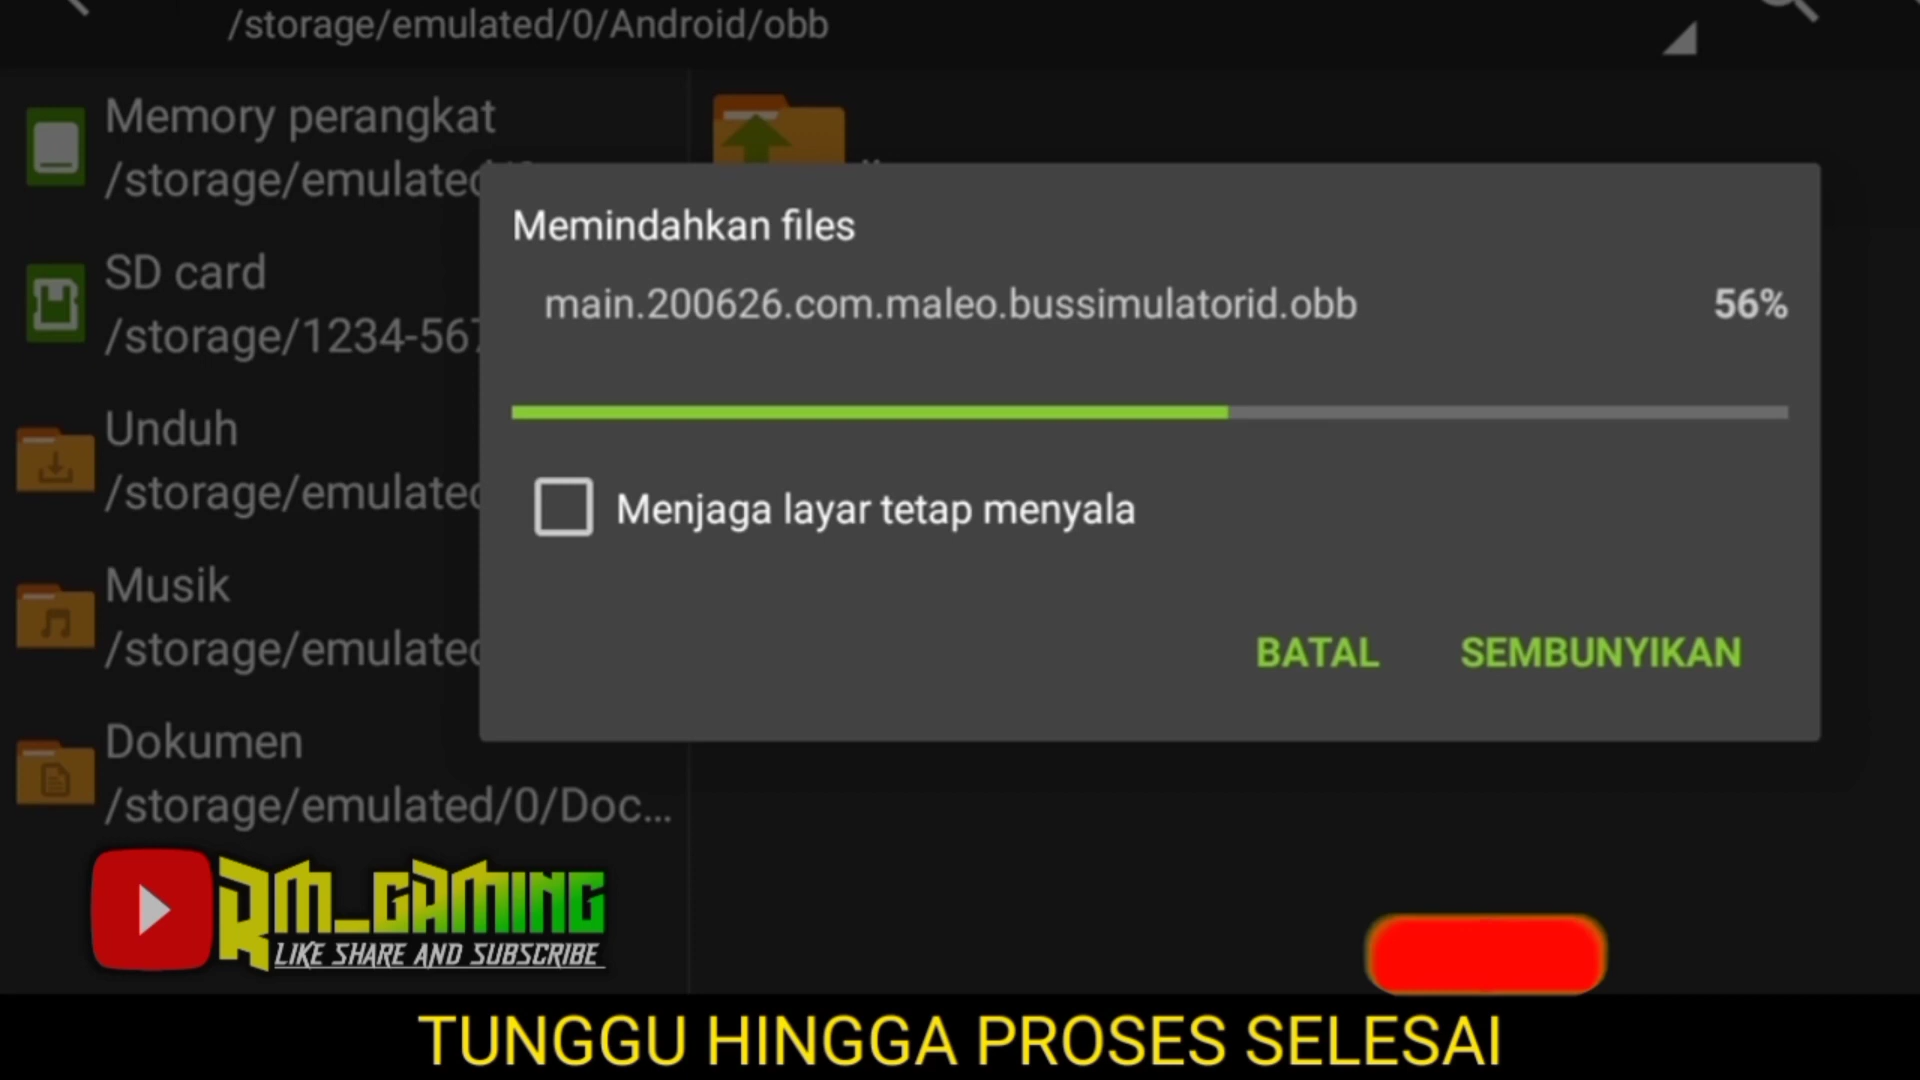 /storage/emulated/0/Android/obb
Memory perangkat
/storage/emulated
SD card
/storage/1234-567
Unduh
/storage/emulated
Musik
/storage/emulated
Dokumen
/storage/emulated/0/Doc...
Memindahkan files
main.200626.com.maleo.bussimulatorid.obb
56%
Menjaga layar tetap menyala
BATAL
SEMBUNYIKAN
RM_GAMING
LIKE SHARE AND SUBSCRIBE
TUNGGU HINGGA PROSES SELESAI